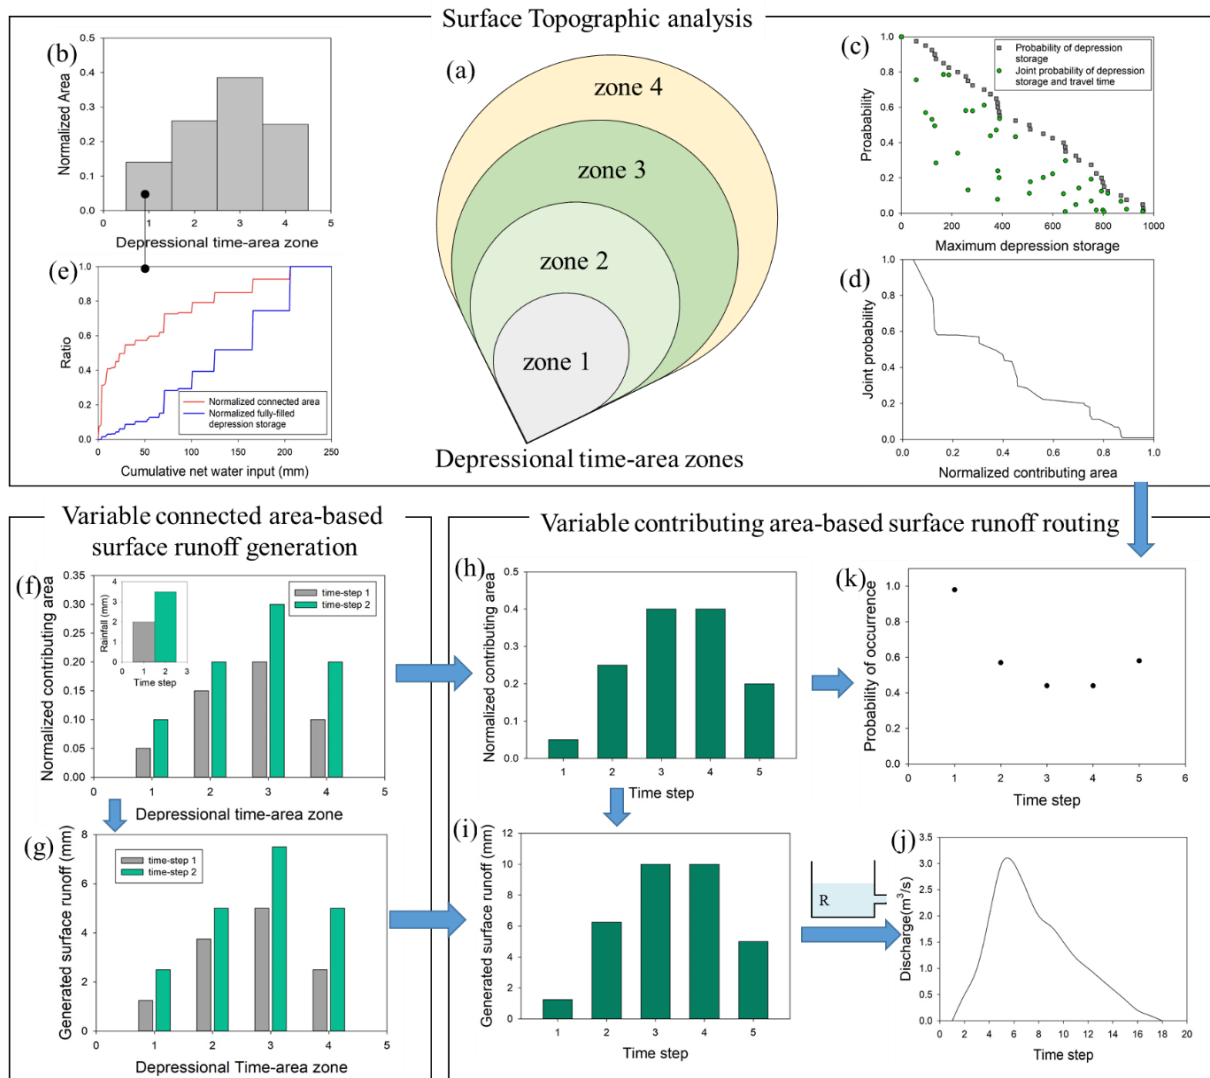 Surface Topographic analysis
(b)
0.5
0.4
0.3
0.2
0.1
0.0
Normalized Area
0 1 2 3 4 5
Depressional time-area zone
(e)
1.0
0.8
0.6
0.4
0.2
0.0
Ratio
Normalized connected area
Normalized fully-filled
depression storage
0 50 100 150 200 250
Cumulative net water input (mm)
(a)
zone 4
zone 3
zone 2
zone 1
Depressional time-area zones
(c)
1.0
0.8
0.6
0.4
0.2
0.0
Proabability
Probability of depression
storage
Joint probability of depression
storage and travel time
0 200 400 600 800 1000
Maximum depression storage
(d)
1.0
0.8
0.6
0.4
0.2
0.0
Joint probability
0.0 0.2 0.4 0.6 0.8 1.0
Normalized contributing area
Variable connected area-based
surface runoff generation
(f)
0.35
0.30
0.25
0.20
0.15
0.10
0.05
0.00
Normalized contributing area
4
3
2
1
0
Rainfall (mm)
0 1 2 3
Time step
time-step 1
time-step 2
0 1 2 3 4 5
Depressional time-area zone
(g)
8
6
4
2
0
Generated surface runoff (mm)
time-step 1
time-step 2
0 1 2 3 4 5
Depressional Time-area zone
Variable contributing area-based surface runoff routing
(h)
0.5
0.4
0.3
0.2
0.1
0.0
Normalized contributing area
1 2 3 4 5
Time step
(k)
1.0
0.8
0.6
0.4
0.2
0.0
Probability of occurrence
0 1 2 3 4 5 6
Time step
(i)
12
10
8
6
4
2
0
Generated surface runoff (mm)
1 2 3 4 5
Time step
R
(j)
3.5
3.0
2.5
2.0
1.5
1.0
0.5
0.0
Discharge(m³/s)
0 2 4 6 8 10 12 14 16 18 20
Time step